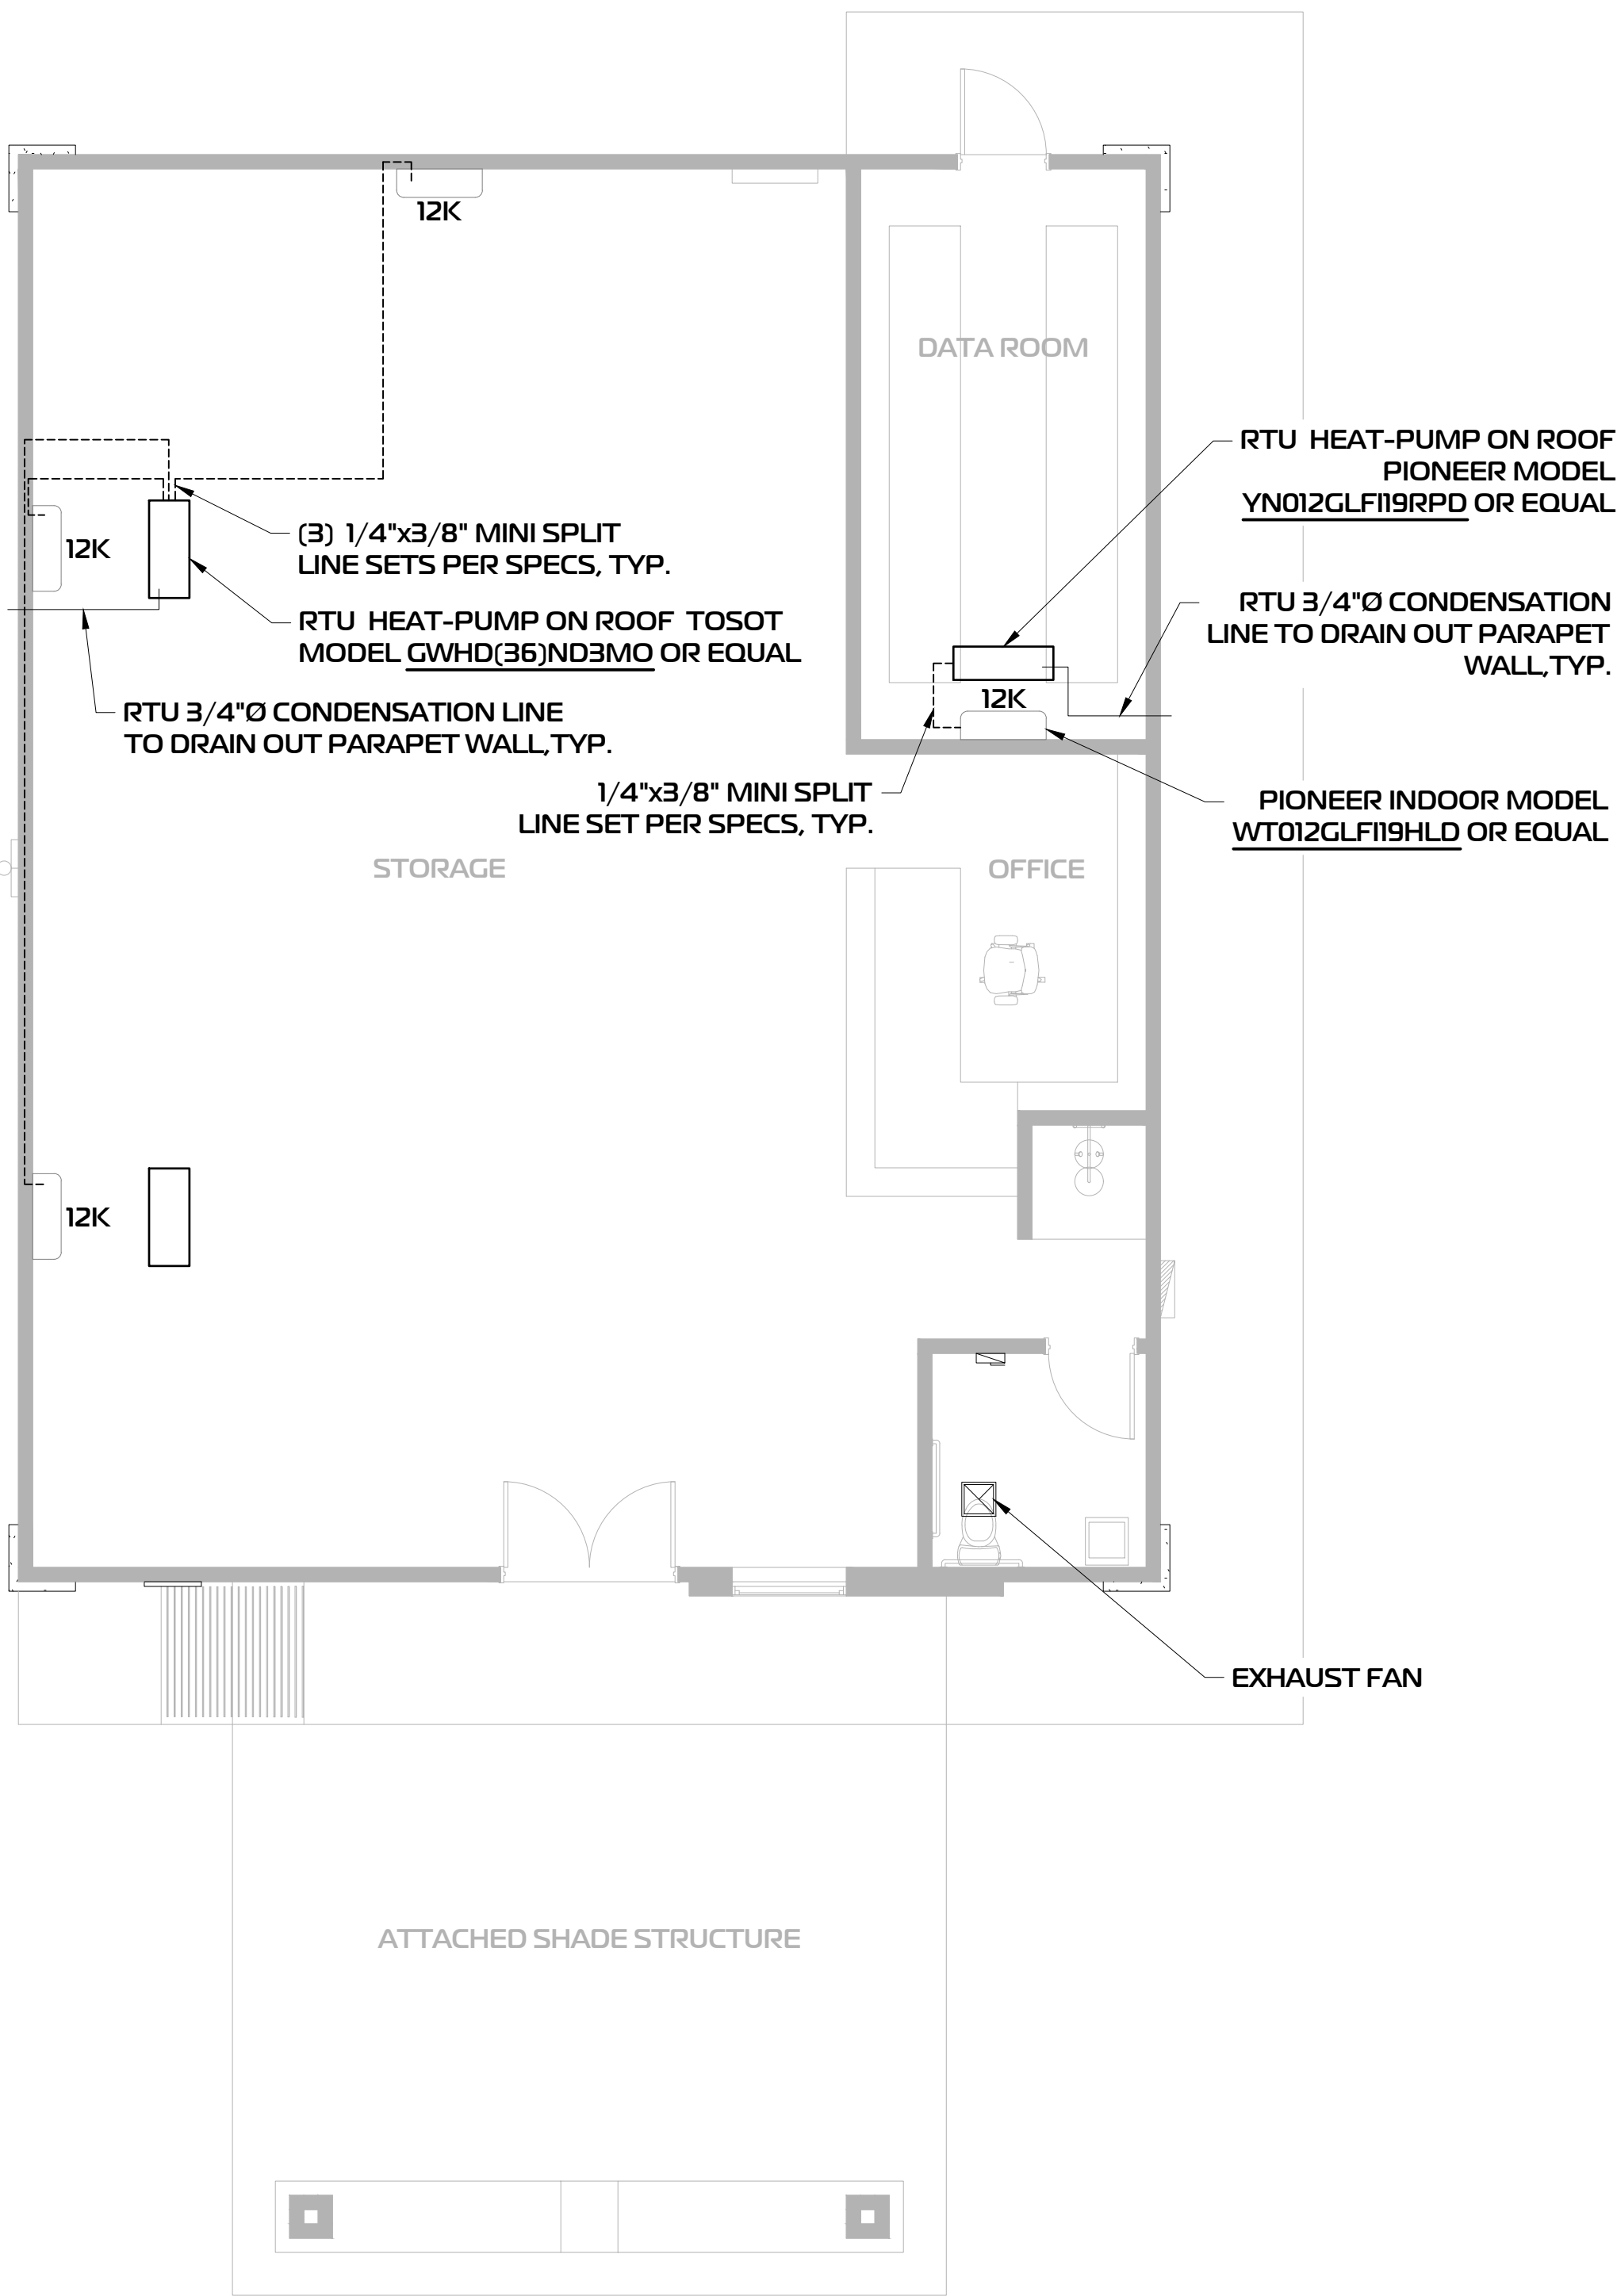 12K
DATA ROOM
RTU HEAT-PUMP ON ROOF
PIONEER MODEL
YN012GLFI19RPD OR EQUAL
(3) 1/4"x3/8" MINI SPLIT
LINE SETS PER SPECS, TYP.
12K
RTU HEAT-PUMP ON ROOF TOSOT
MODEL GWHD(36)ND3MO OR EQUAL
RTU 3/4"Ø CONDENSATION
LINE TO DRAIN OUT PARAPET
WALL,TYP.
RTU 3/4"Ø CONDENSATION LINE
TO DRAIN OUT PARAPET WALL,TYP.
12K
1/4"x3/8" MINI SPLIT
LINE SET PER SPECS, TYP.
PIONEER INDOOR MODEL
WT012GLFI19HLD OR EQUAL
STORAGE
OFFICE
12K
EXHAUST FAN
ATTACHED SHADE STRUCTURE